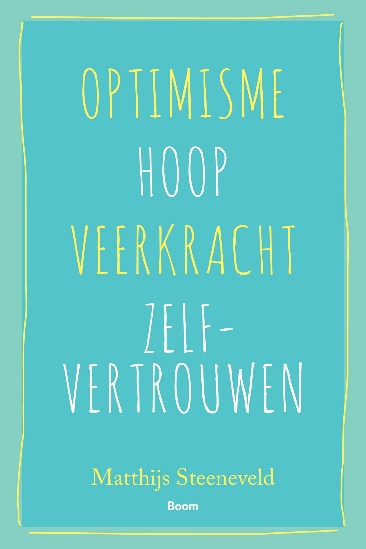 OPTIMISME
HOOP
VEERKRACHT
ZELF-
VERTROUWEN
Matthijs Steeneveld
Boom